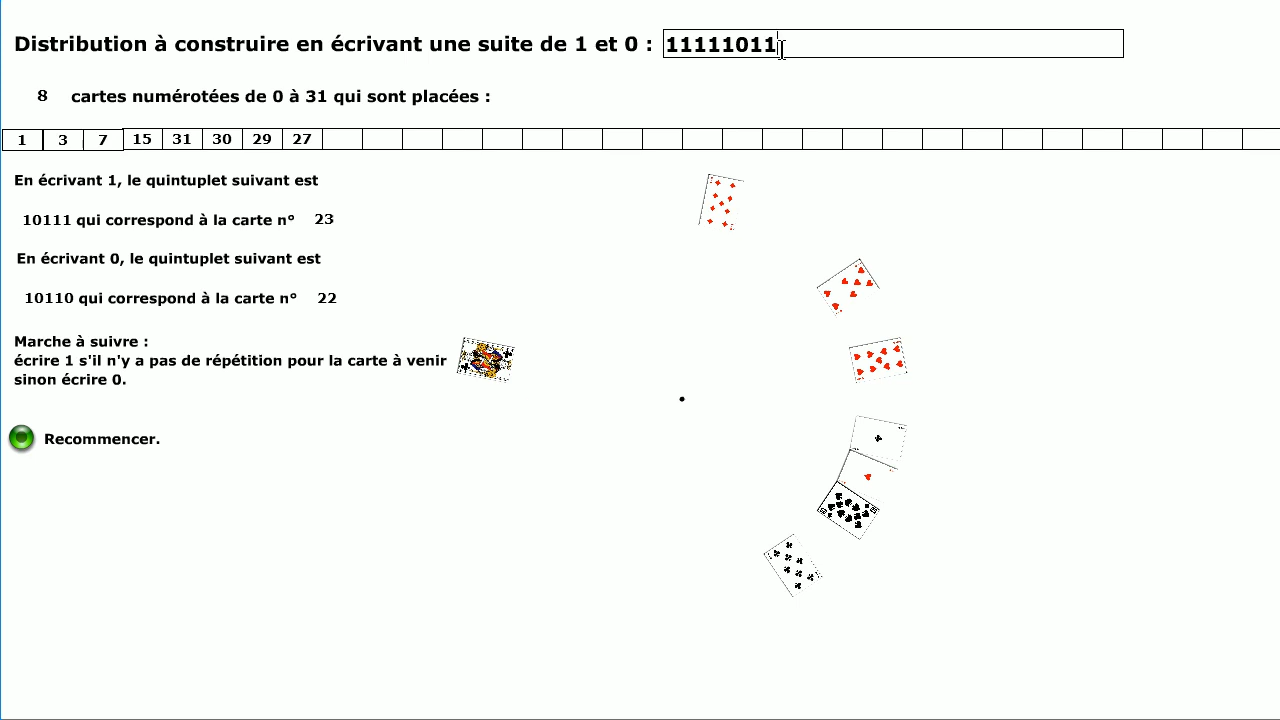 Distribution à construire en écrivant une suite de 1 et 0 : 11111011
8 cartes numérotées de 0 à 31 qui sont placées :
1 3 7 15 31 30 29 27
En écrivant 1, le quintuplet suivant est
10111 qui correspond à la carte n° 23
En écrivant 0, le quintuplet suivant est
10110 qui correspond à la carte n° 22
Marche à suivre :
écrire 1 s'il n'y a pas de répétition pour la carte à venir
sinon écrire 0.
Recommencer.